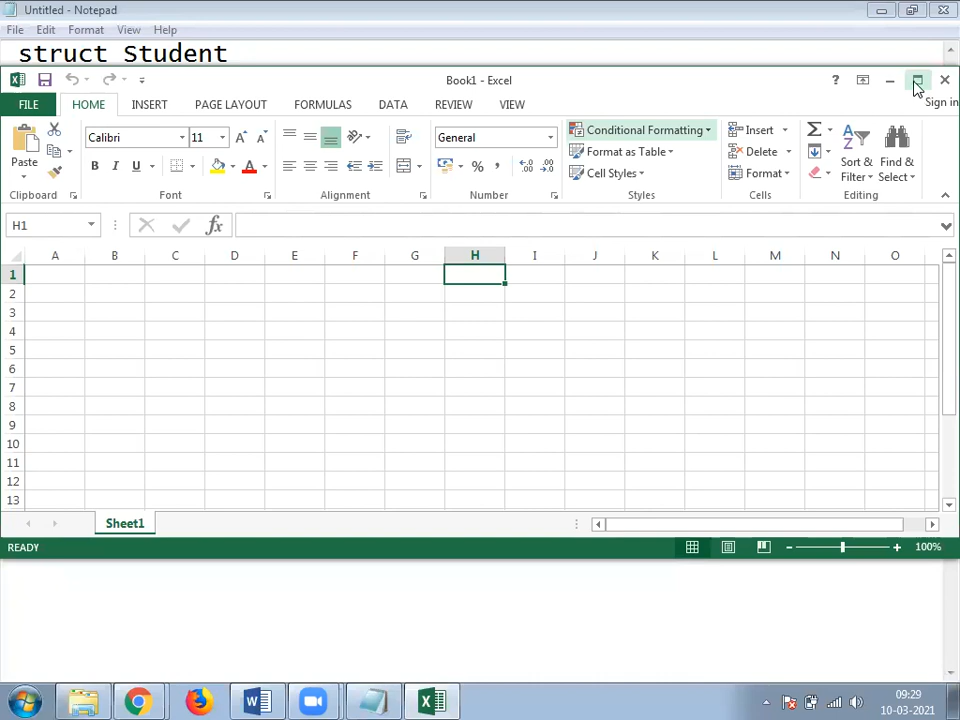 Untitled - Notepad
File Edit Format View Help
struct Student
Book1 - Excel
Sign in
FILE HOME INSERT PAGE LAYOUT FORMULAS DATA REVIEW VIEW
Paste
Calibri 11
B I U
General
Conditional Formatting
Format as Table
Cell Styles
Insert
Delete
Format
Sort & Filter
Find & Select
Clipboard Font Alignment Number Styles Cells Editing
H1 fx
A B C D E F G H I J K L M N O
1
2
3
4
5
6
7
8
9
10
11
12
13
Sheet1
READY 100%
09:29
10-03-2021